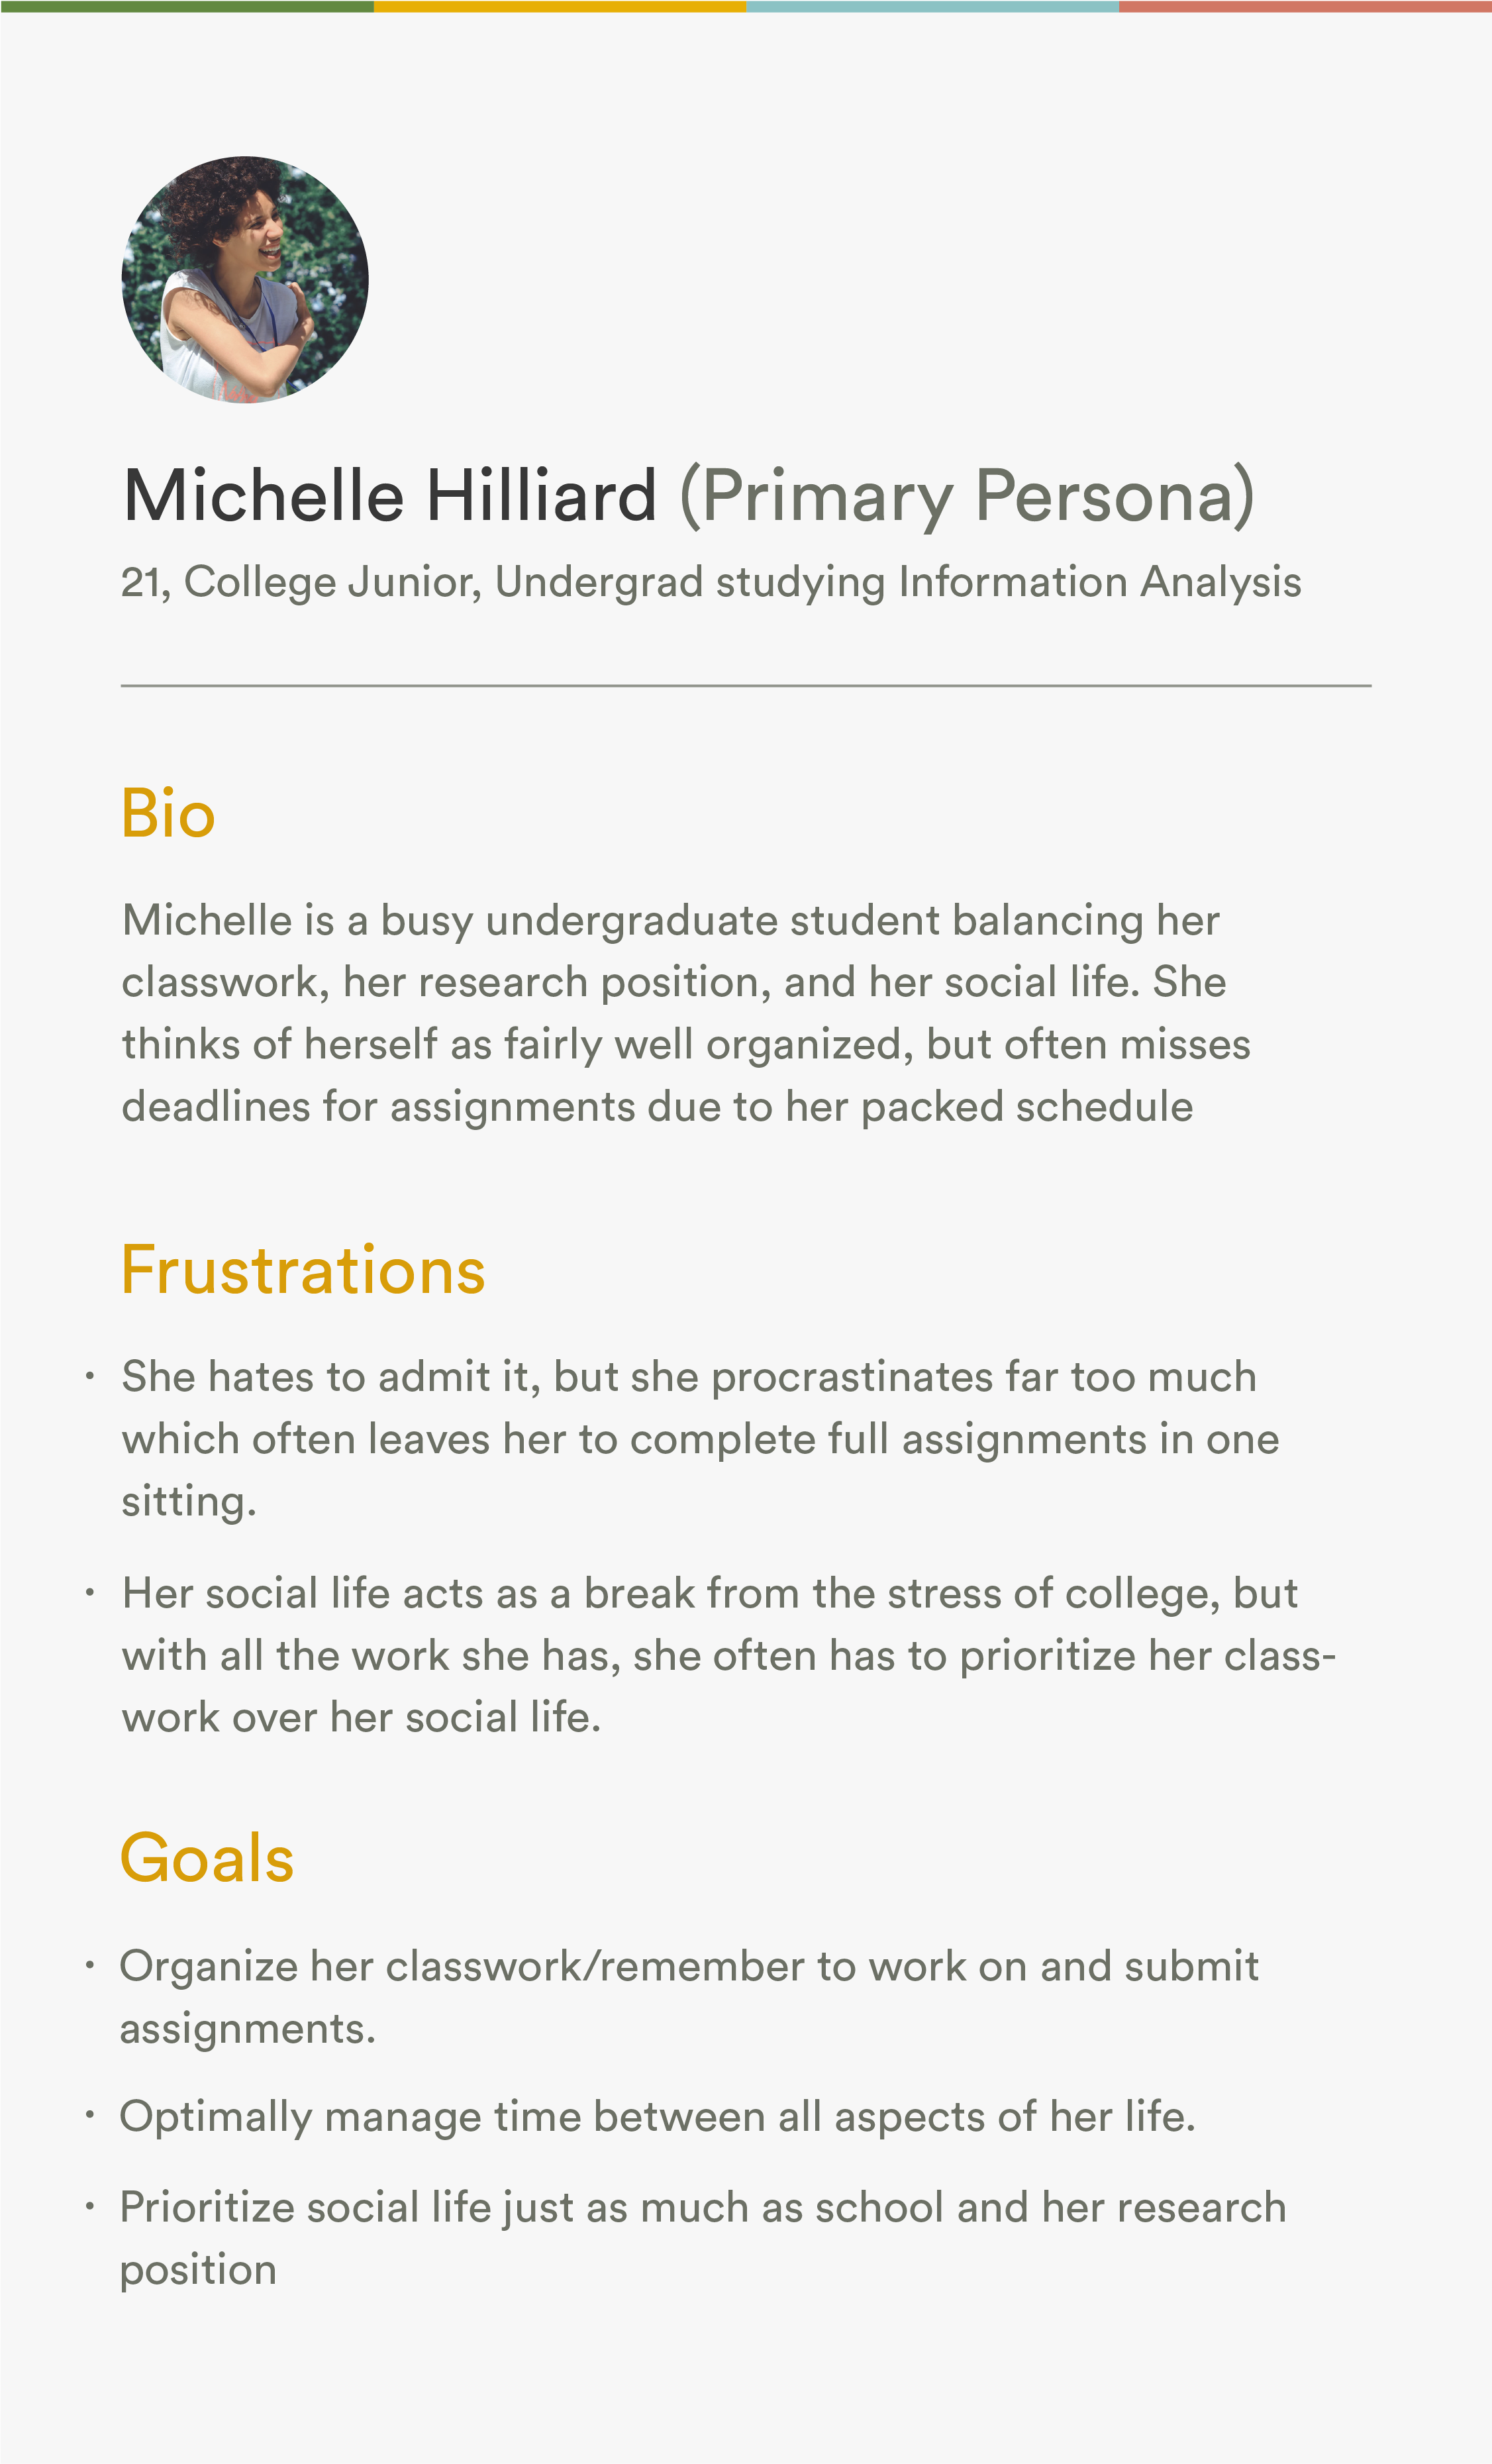 Michelle Hilliard (Primary Persona)
21, College Junior, Undergrad studying Information Analysis
Bio
Michelle is a busy undergraduate student balancing her
classwork, her research position, and her social life. She
thinks of herself as fairly well organized, but often misses
deadlines for assignments due to her packed schedule
Frustrations
• She hates to admit it, but she procrastinates far too much
which often leaves her to complete full assignments in one
sitting.
• Her social life acts as a break from the stress of college, but
with all the work she has, she often has to prioritize her class-
work over her social life.
Goals
• Organize her classwork/remember to work on and submit
assignments.
• Optimally manage time between all aspects of her life.
• Prioritize social life just as much as school and her research
position